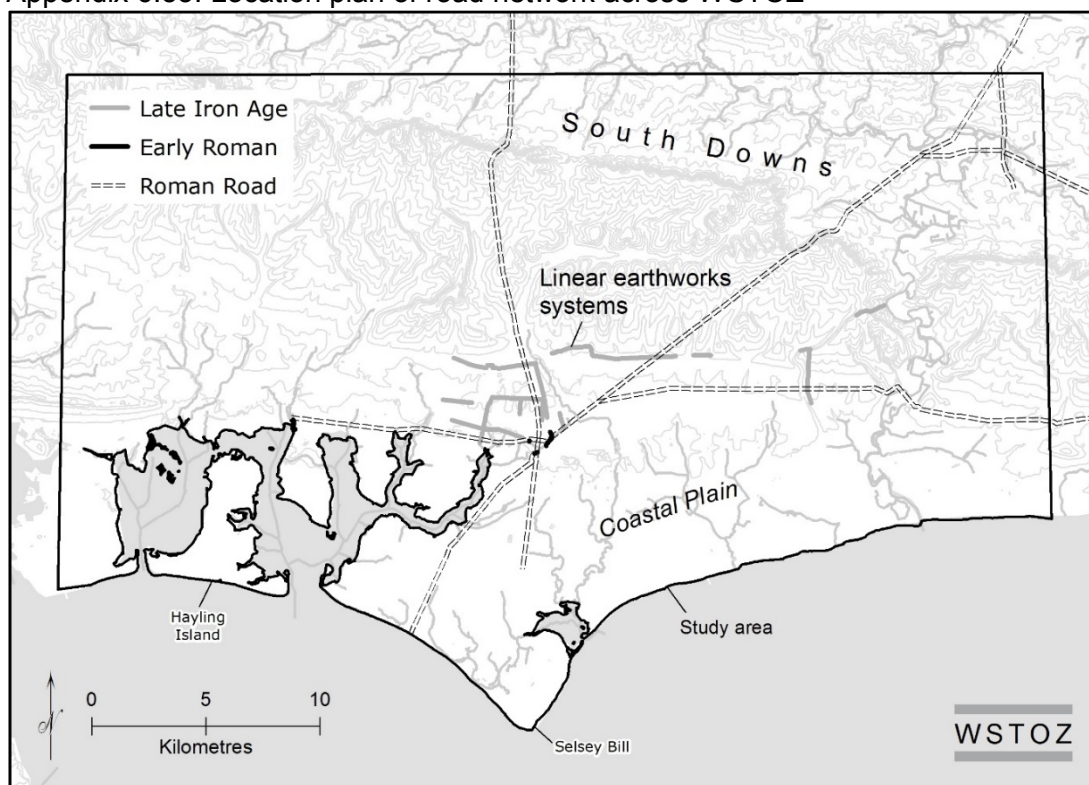 Late Iron Age
Early Roman
Roman Road
South Downs
Linear earthworks
systems
Coastal Plain
Hayling
Island
Study area
0 5 10
Kilometres
N
Selsey Bill
WSTOZ